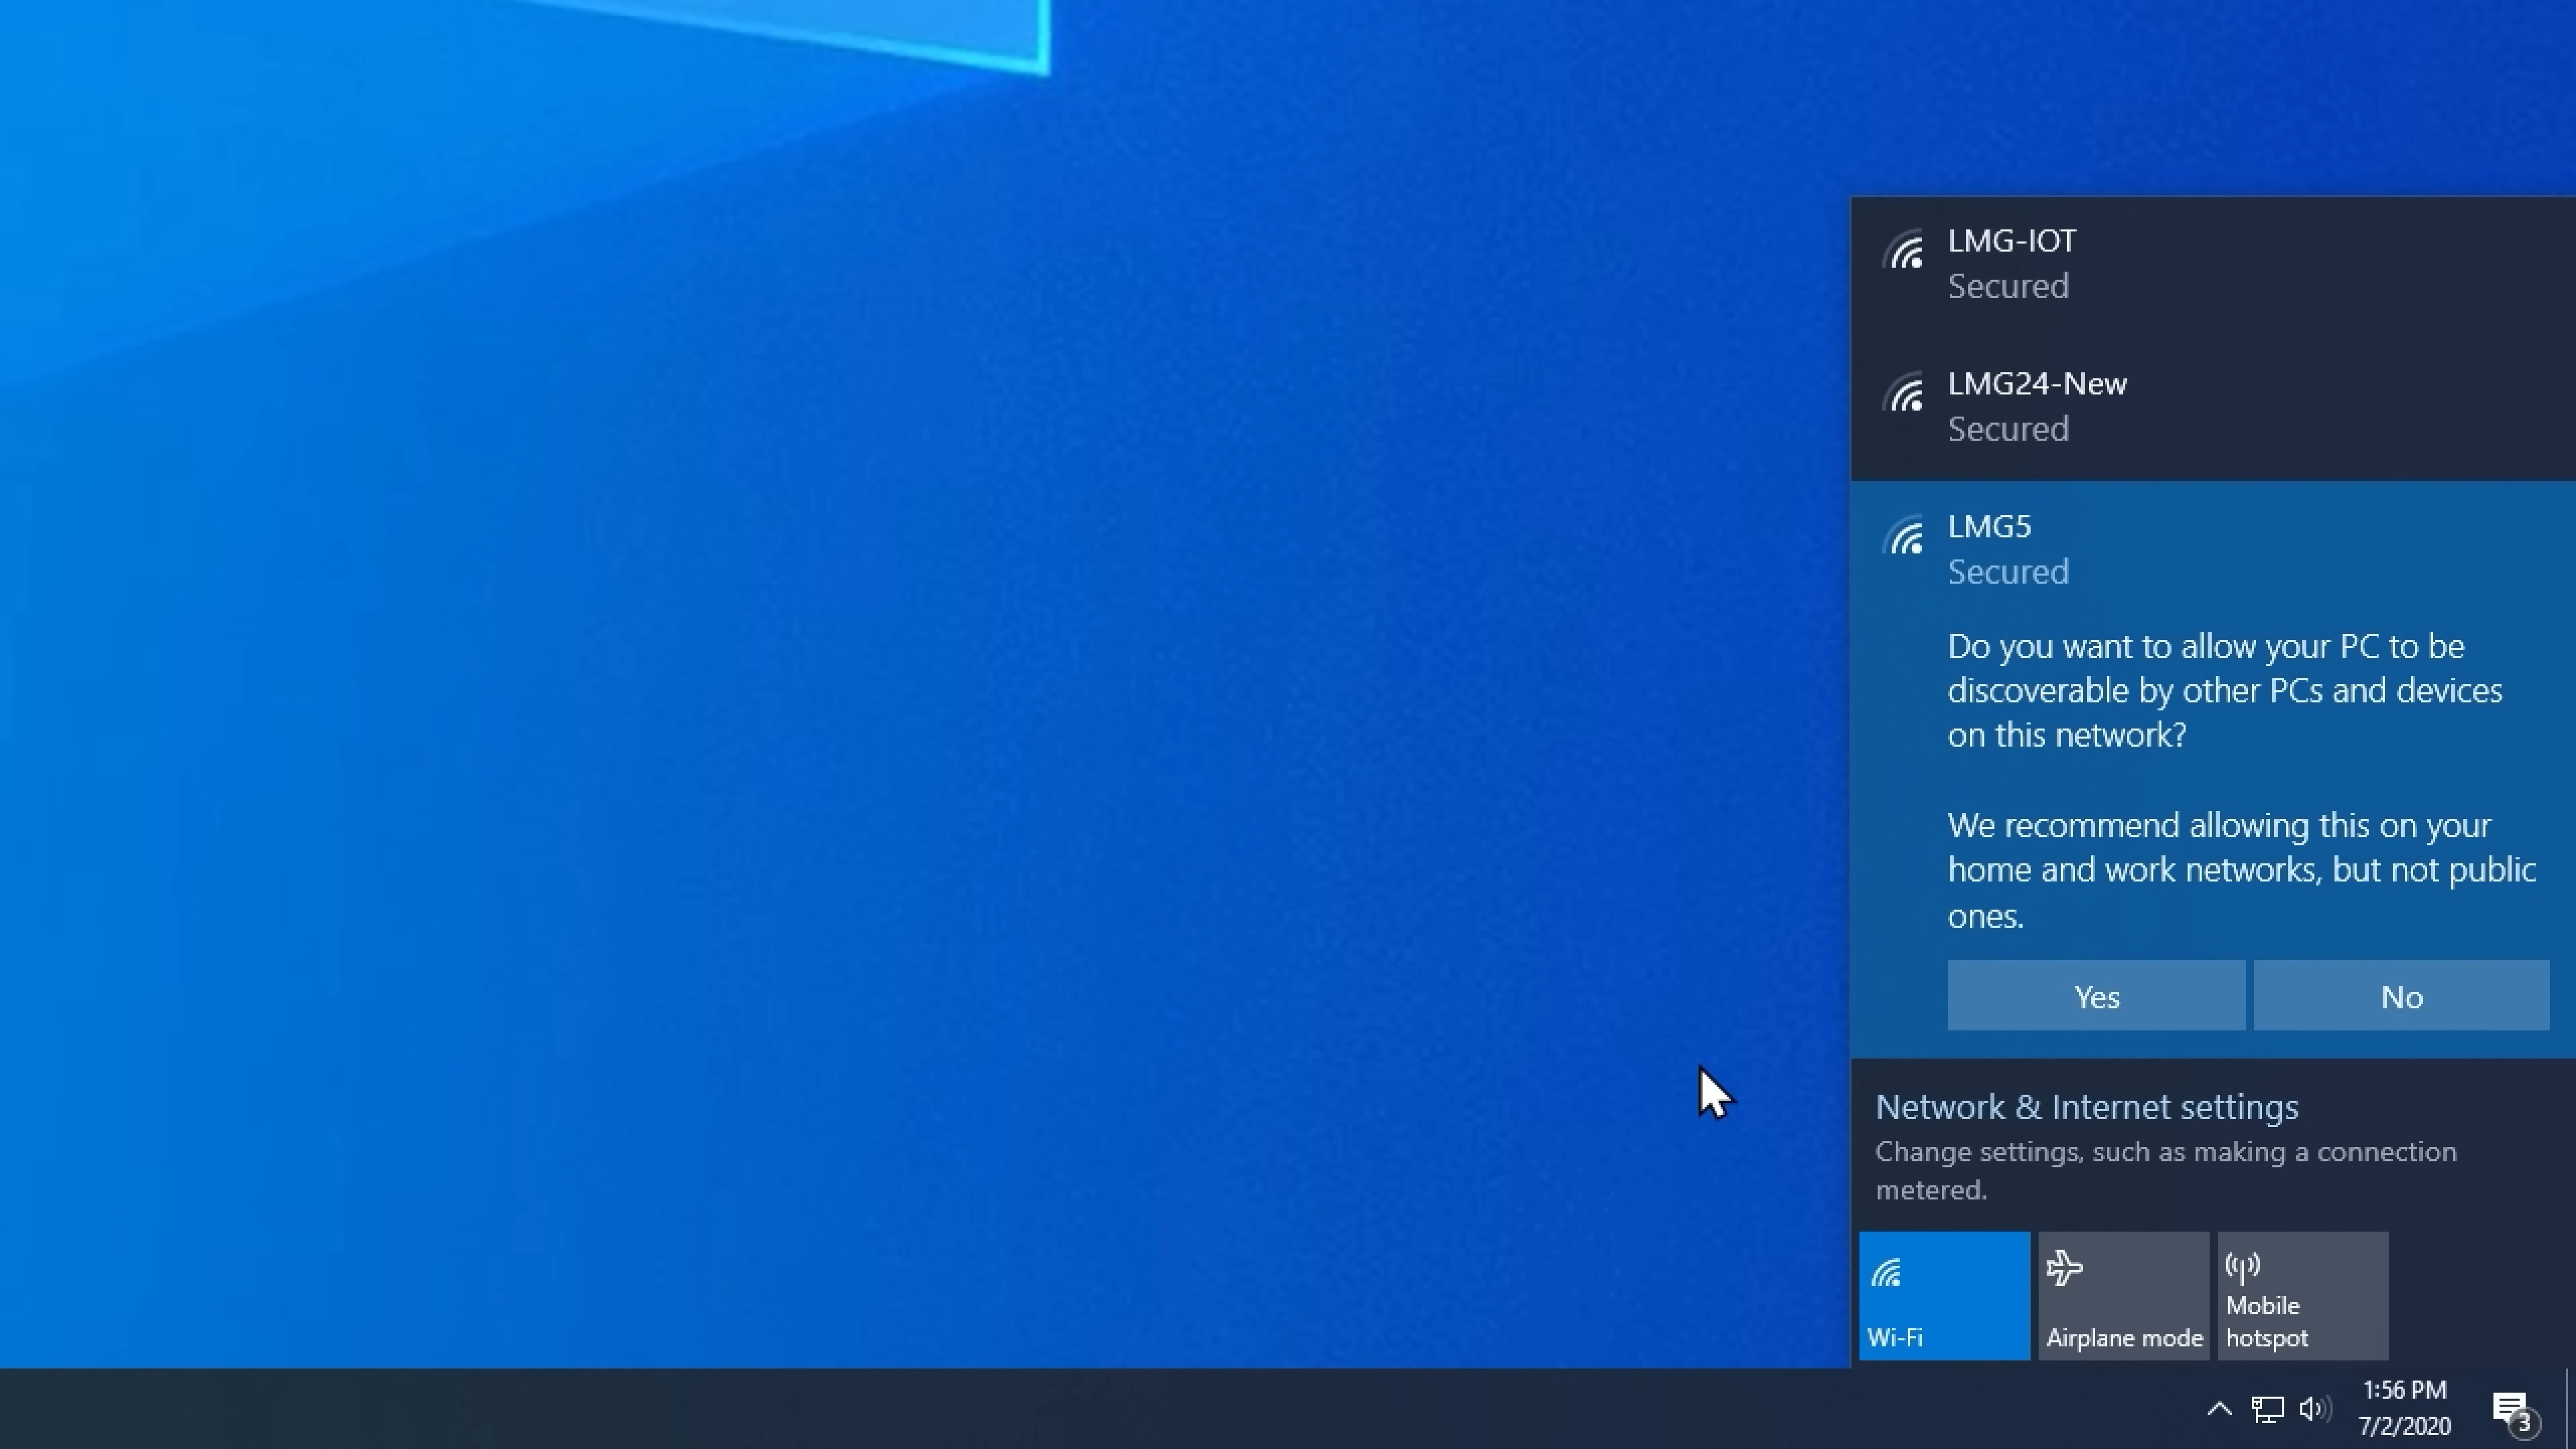 LMG-IOT
Secured
LMG24-New
Secured
LMG5
Secured
Do you want to allow your PC to be
discoverable by other PCs and devices
on this network?
We recommend allowing this on your
home and work networks, but not public
ones.
Yes
No
Network & Internet settings
Change settings, such as making a connection
metered.
Wi-Fi
Airplane mode
Mobile
hotspot
1:56 PM
7/2/2020
3